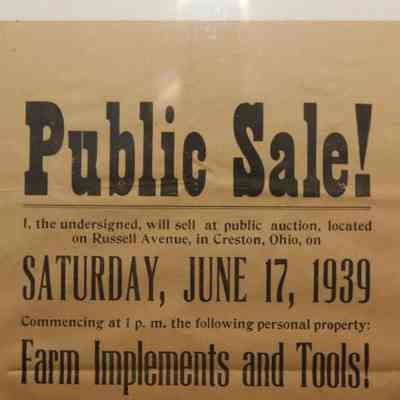 Public Sale!
I, the undersigned, will sell at public auction, located
on Russell Avenue, in Creston, Ohio, on
SATURDAY, JUNE 17, 1939
Commencing at 1 p. m. the following personal property:
Farm Implements and Tools!